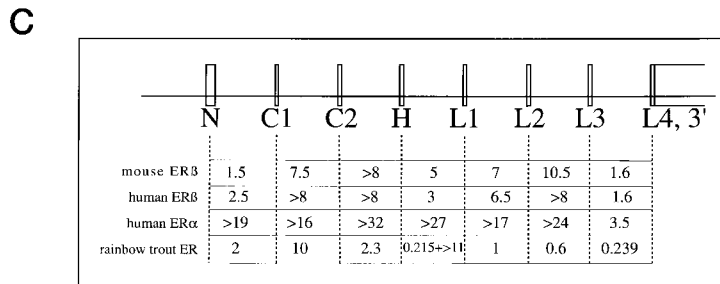 C
N C1 C2 H L1 L2 L3 L4, 3'
mouse ERß 1.5 7.5 >8 5 7 10.5 1.6
human ERß 2.5 >8 >8 3 6.5 >8 1.6
human ERα >19 >16 >32 >27 >17 >24 3.5
rainbow trout ER 2 10 2.3 0.215+>11 1 0.6 0.239